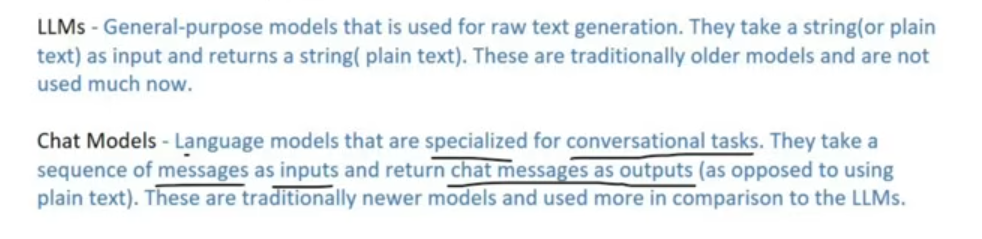 LLMs - General-purpose models that is used for raw text generation. They take a string(or plain
text) as input and returns a string( plain text). These are traditionally older models and are not
used much now.
Chat Models - Language models that are specialized for conversational tasks. They take a
sequence of messages as inputs and return chat messages as outputs (as opposed to using
plain text). These are traditionally newer models and used more in comparison to the LLMs.